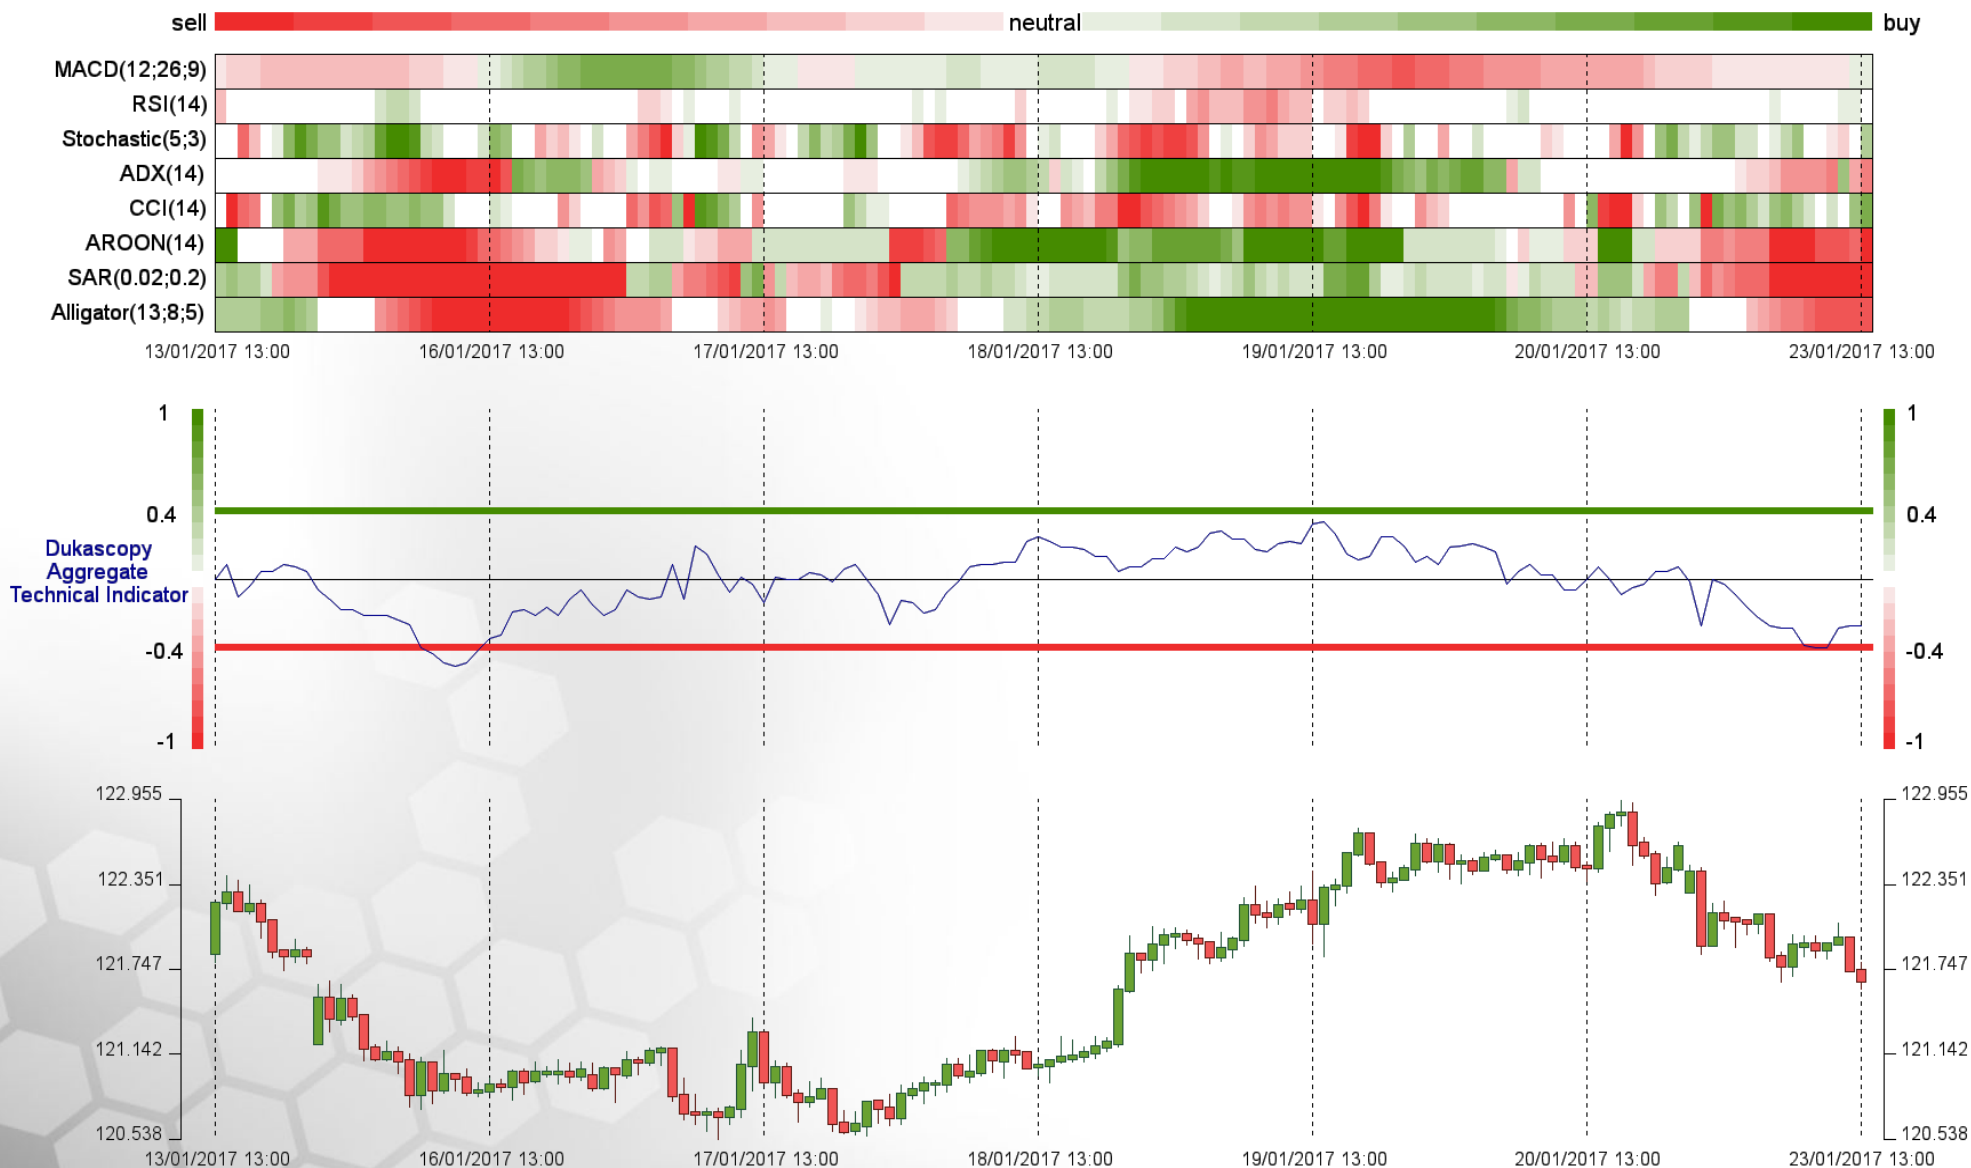 sell neutral buy
MACD(12;26;9)
RSI(14)
Stochastic(5;3)
ADX(14)
CCI(14)
AROON(14)
SAR(0.02;0.2)
Alligator(13;8;5)
13/01/2017 13:00 16/01/2017 13:00 17/01/2017 13:00 18/01/2017 13:00 19/01/2017 13:00 20/01/2017 13:00 23/01/2017 13:00
1 1
0.4 0.4
Dukascopy
Aggregate
Technical Indicator
-0.4 -0.4
-1 -1
122.955 122.955
122.351 122.351
121.747 121.747
121.142 121.142
120.538 120.538
13/01/2017 13:00 16/01/2017 13:00 17/01/2017 13:00 18/01/2017 13:00 19/01/2017 13:00 20/01/2017 13:00 23/01/2017 13:00